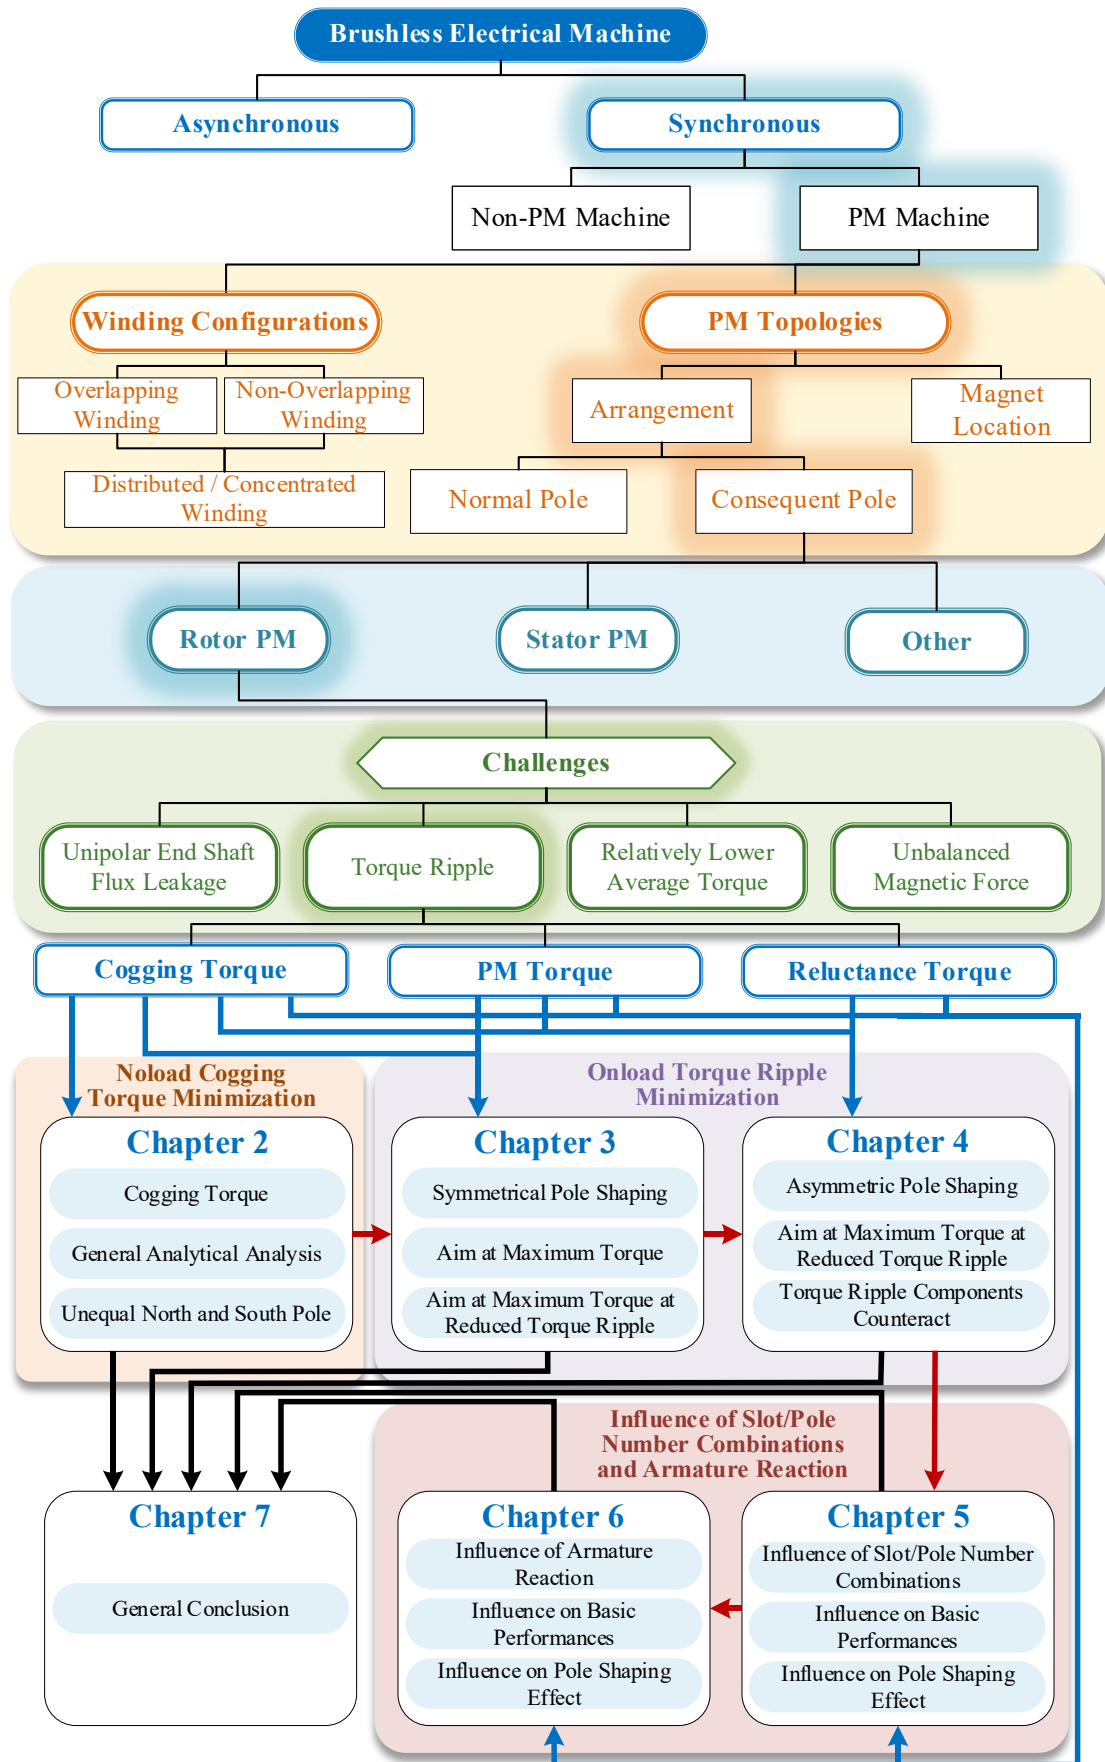 Brushless Electrical Machine
Asynchronous
Synchronous
Non-PM Machine
PM Machine
Winding Configurations
PM Topologies
Overlapping
Winding
Non-Overlapping
Winding
Arrangement
Magnet
Location
Distributed / Concentrated
Winding
Normal Pole
Consequent Pole
Rotor PM
Stator PM
Other
Challenges
Unipolar End Shaft
Flux Leakage
Torque Ripple
Relatively Lower
Average Torque
Unbalanced
Magnetic Force
Cogging Torque
PM Torque
Reluctance Torque
Noload Cogging
Torque Minimization
Onload Torque Ripple
Minimization
Chapter 2
Cogging Torque
General Analytical Analysis
Unequal North and South Pole
Chapter 3
Symmetrical Pole Shaping
Aim at Maximum Torque
Aim at Maximum Torque at
Reduced Torque Ripple
Chapter 4
Asymmetric Pole Shaping
Aim at Maximum Torque at
Reduced Torque Ripple
Torque Ripple Components
Counteract
Influence of Slot/Pole
Number Combinations
and Armature Reaction
Chapter 7
General Conclusion
Chapter 6
Influence of Armature
Reaction
Influence on Basic
Performances
Influence on Pole Shaping
Effect
Chapter 5
Influence of Slot/Pole Number
Combinations
Influence on Basic
Performances
Influence on Pole Shaping
Effect